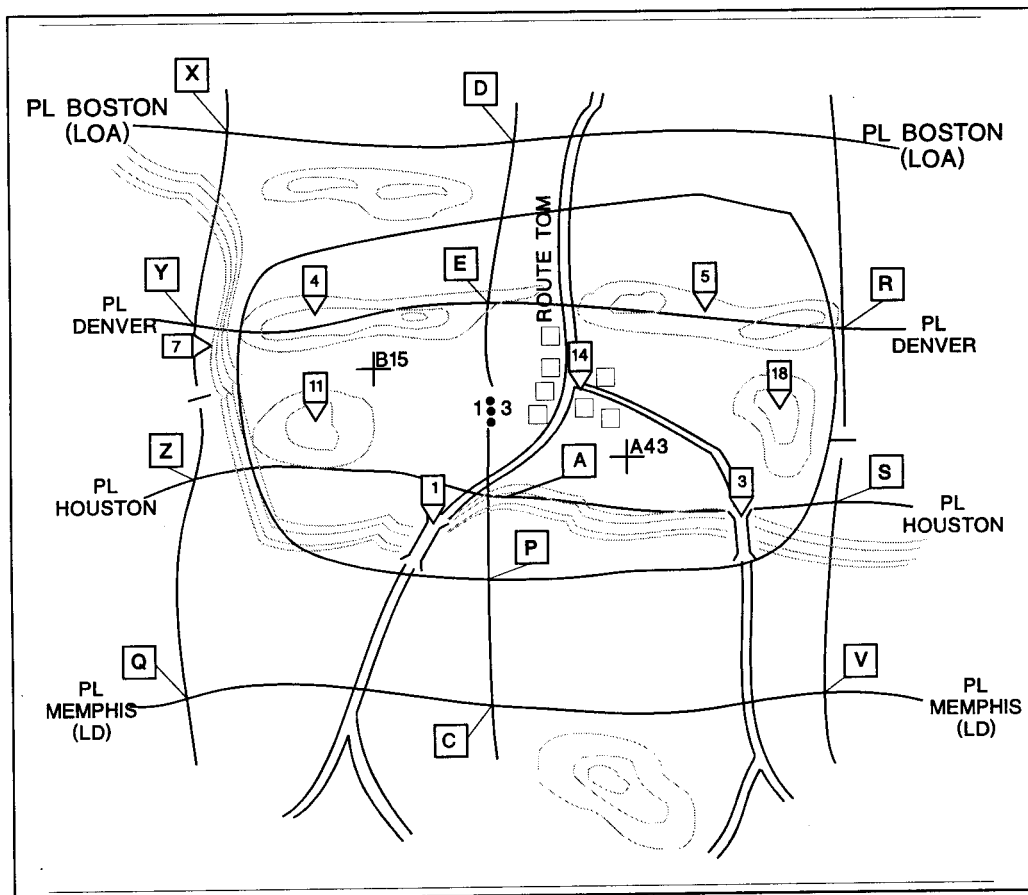 X
D
PL BOSTON
(LOA)
PL BOSTON
(LOA)
ROUTE TOM
Y
4
E
5
R
PL
DENVER
PL
DENVER
7
B15
14
11
18
1 3
A43
Z
A
S
1
3
PL
HOUSTON
PL
HOUSTON
P
Q
V
PL
MEMPHIS
(LD)
PL
MEMPHIS
(LD)
C